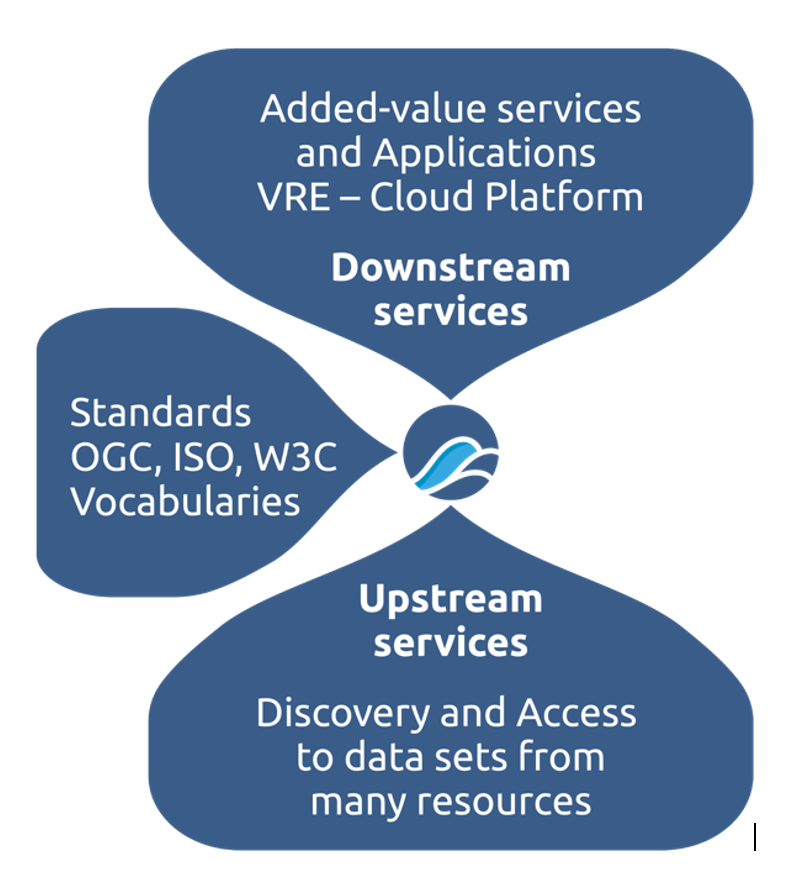 Added-value services
and Applications
VRE – Cloud Platform
Downstream
services
Standards
OGC, ISO, W3C
Vocabularies
Upstream
services
Discovery and Access
to data sets from
many resources